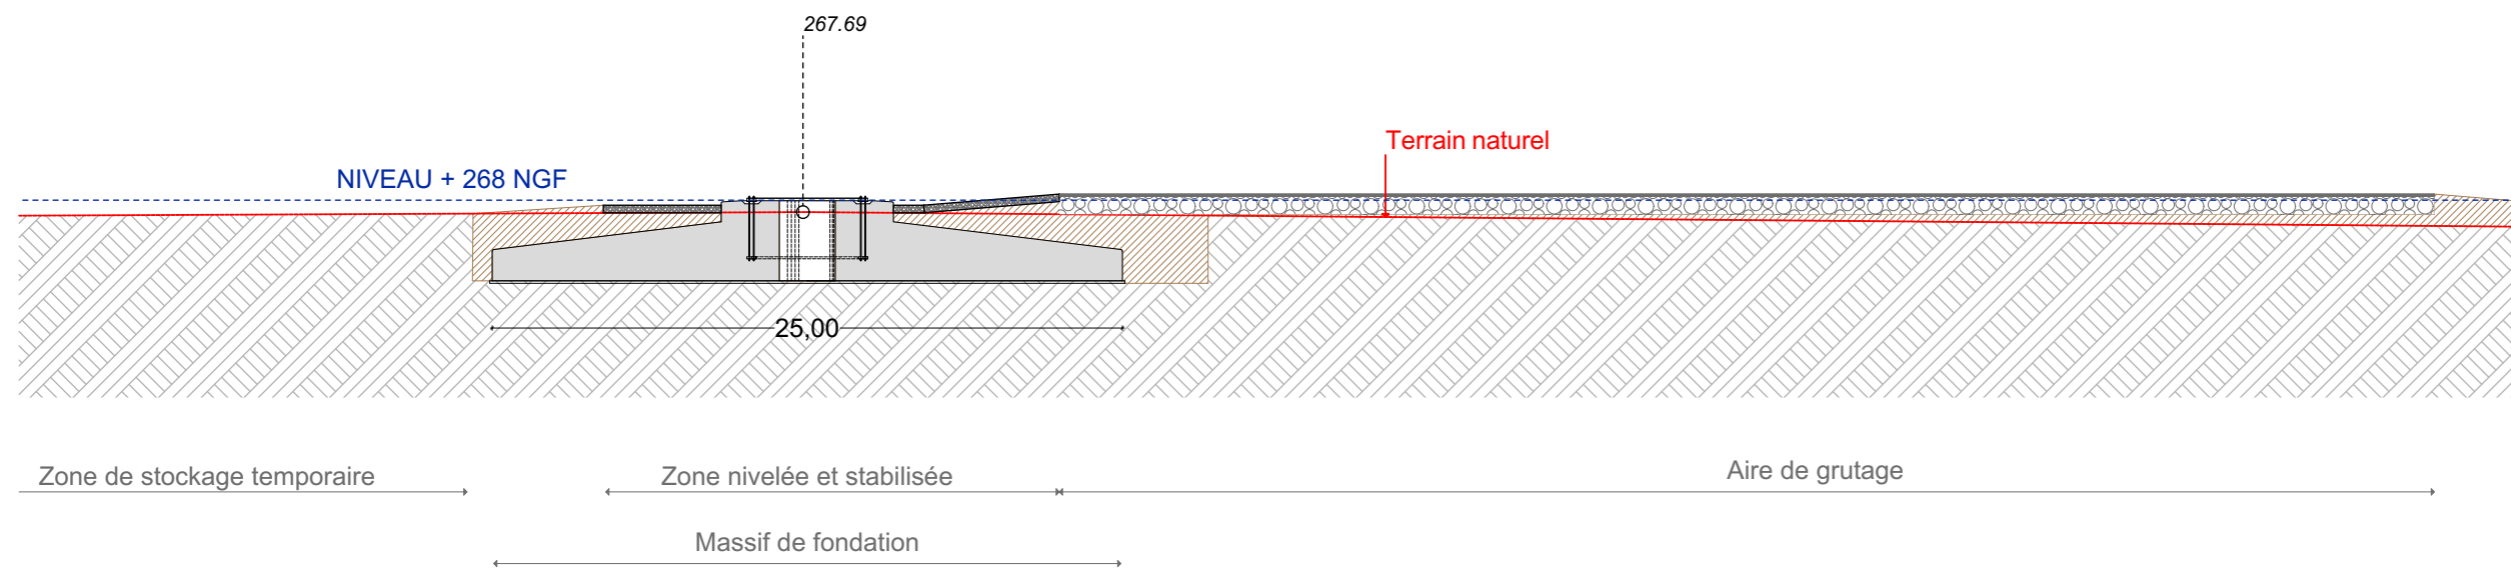 267.69
Terrain naturel
NIVEAU + 268 NGF
25,00
Zone de stockage temporaire
Zone nivelée et stabilisée
Aire de grutage
Massif de fondation